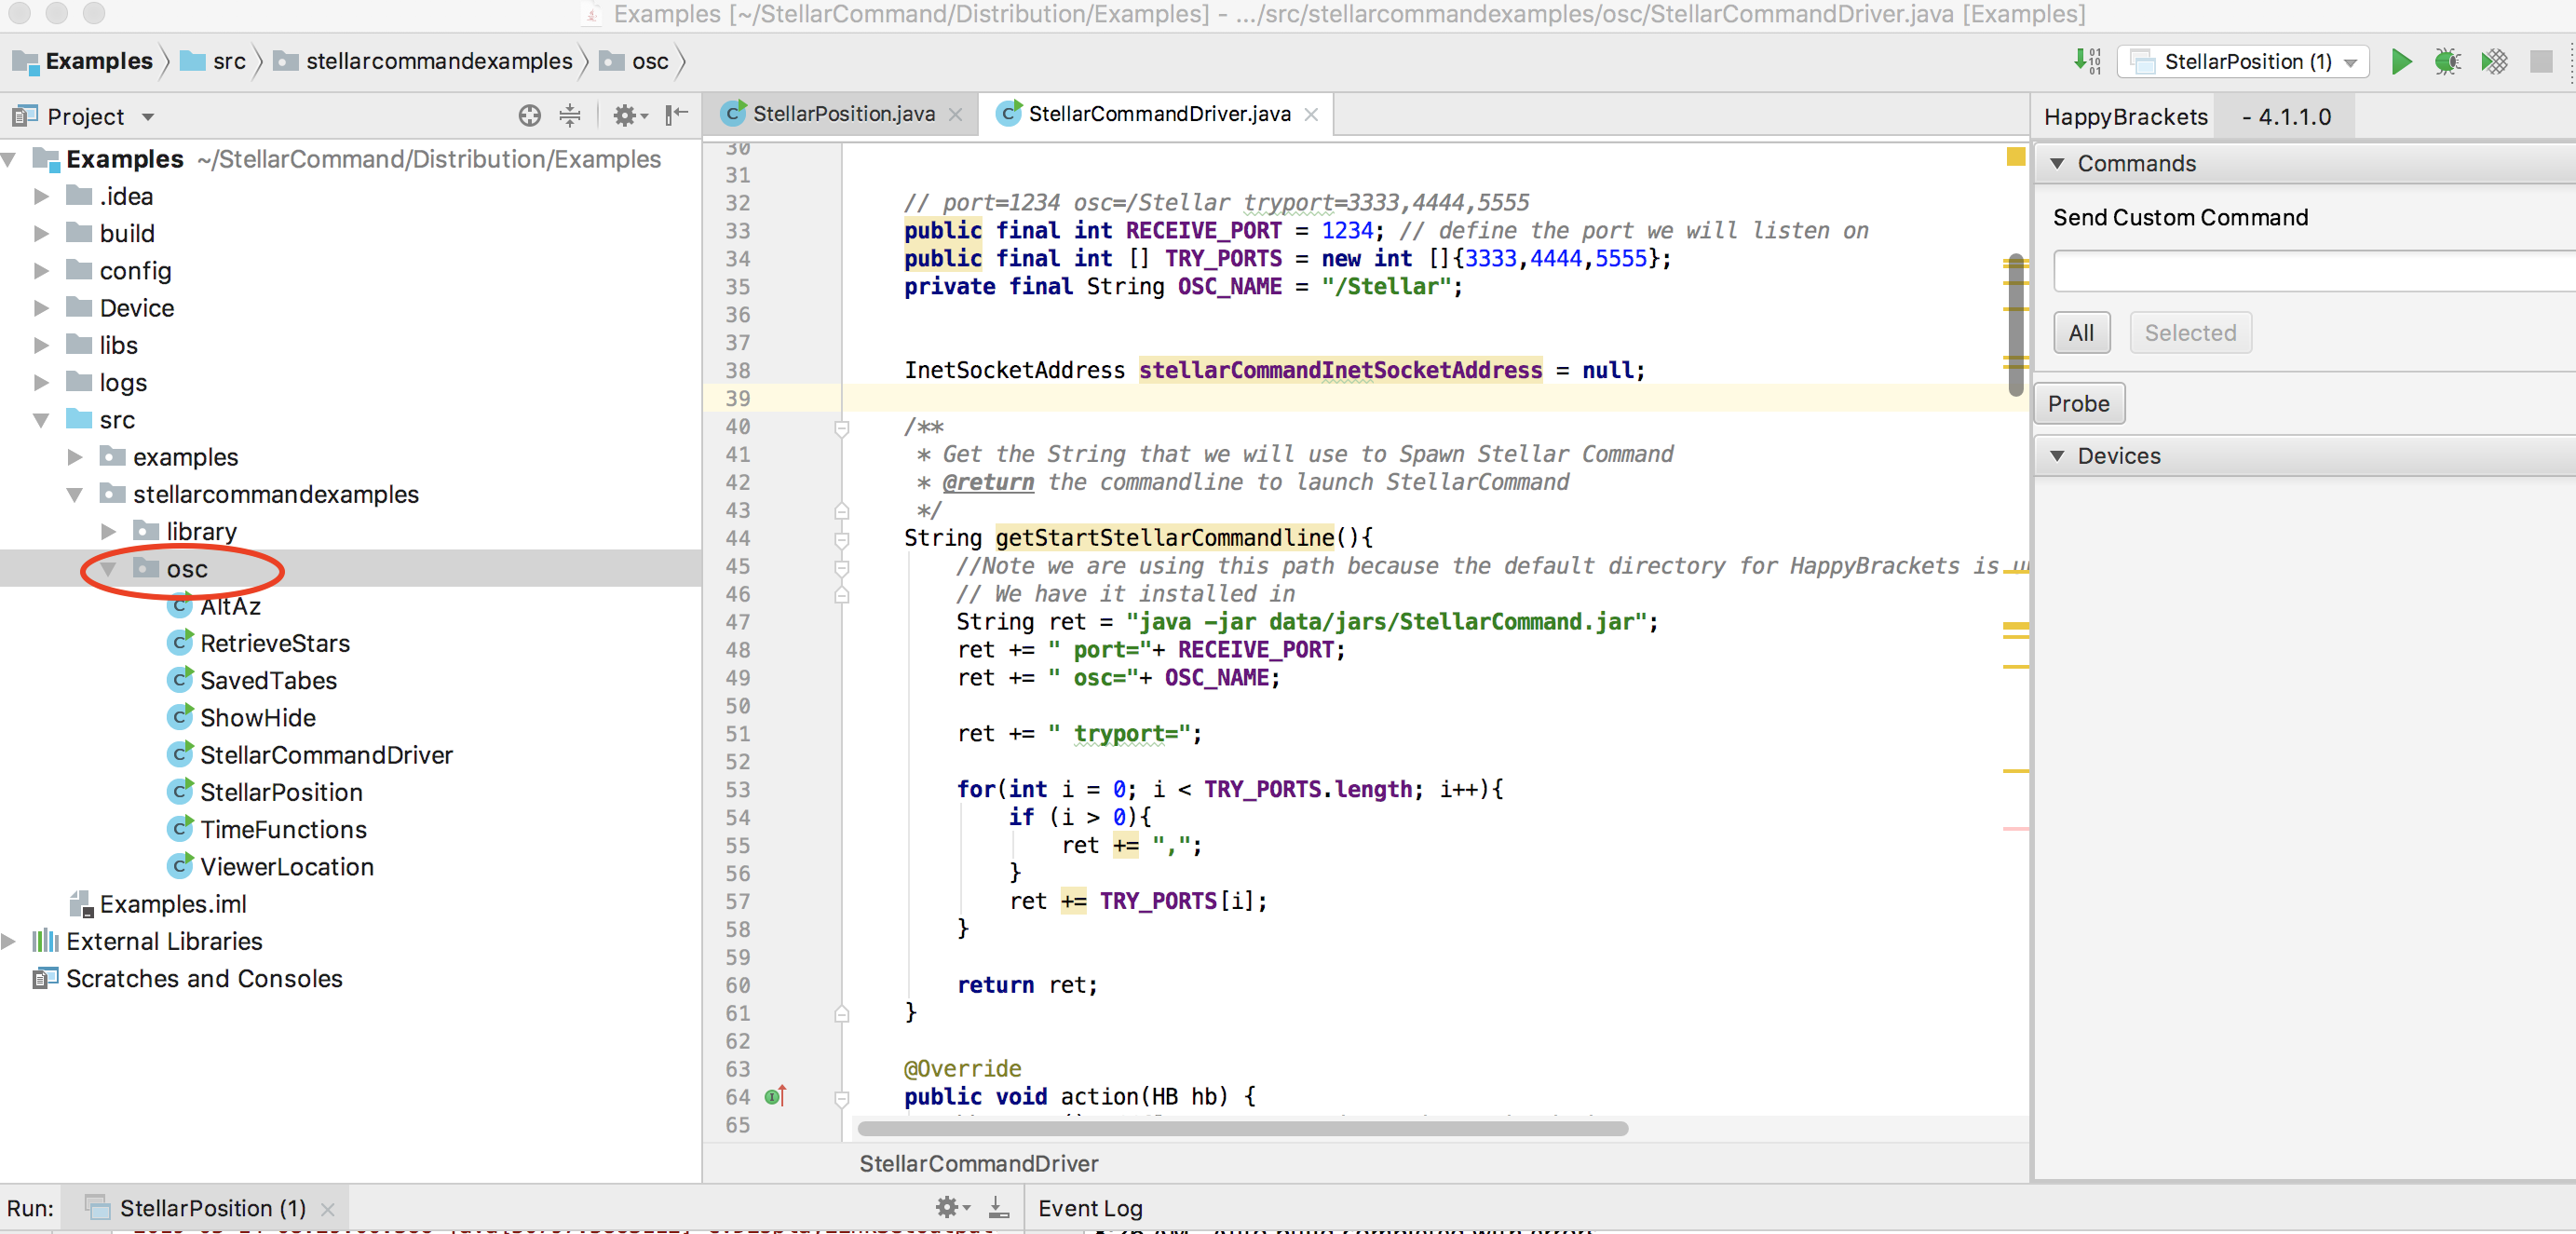 Examples [~/StellarCommand/Distribution/Examples] - .../src/stellarcommandexamples/osc/StellarCommandDriver.java [Examples]
Examples src stellarcommandexamples osc
StellarPosition (1)
Project
Examples ~/StellarCommand/Distribution/Examples
.idea
build
config
Device
libs
logs
src
examples
stellarcommandexamples
library
osc
AltAz
RetrieveStars
SavedTabes
ShowHide
StellarCommandDriver
StellarPosition
TimeFunctions
ViewerLocation
Examples.iml
External Libraries
Scratches and Consoles
StellarPosition.java StellarCommandDriver.java
30
31
32 // port=1234 osc=/Stellar tryport=3333,4444,5555
33 public final int RECEIVE_PORT = 1234; // define the port we will listen on
34 public final int [] TRY_PORTS = new int []{3333,4444,5555};
35 private final String OSC_NAME = "/Stellar";
36
37
38 InetSocketAddress stellarCommandInetSocketAddress = null;
39
40 /**
41 * Get the String that we will use to Spawn Stellar Command
42 * @return the commandline to launch StellarCommand
43 */
44 String getStartStellarCommandline(){
45 //Note we are using this path because the default directory for HappyBrackets is
46 // We have it installed in
47 String ret = "java -jar data/jars/StellarCommand.jar";
48 ret += " port="+ RECEIVE_PORT;
49 ret += " osc="+ OSC_NAME;
50
51 ret += " tryport=";
52
53 for(int i = 0; i < TRY_PORTS.length; i++){
54 if (i > 0){
55 ret += ",";
56 }
57 ret += TRY_PORTS[i];
58 }
59
60 return ret;
61 }
62
63 @Override
64 public void action(HB hb) {
65
StellarCommandDriver
HappyBrackets - 4.1.1.0
Commands
Send Custom Command
All Selected
Probe
Devices
Run: StellarPosition (1)
Event Log